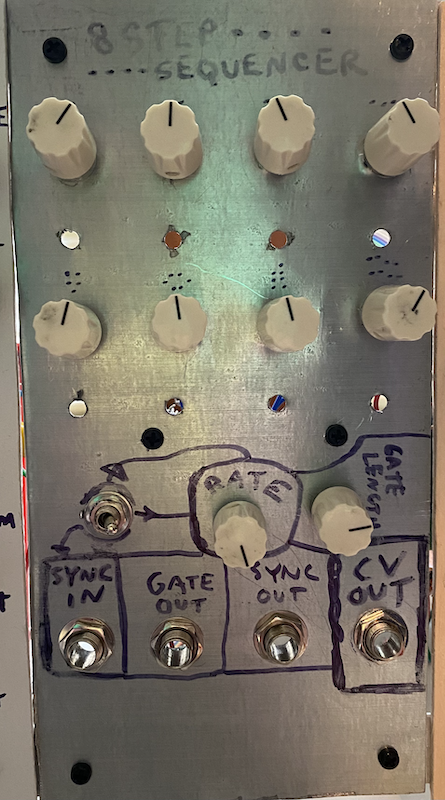 8 STEP
SEQUENCER
RATE
GATE
LENGTH
SYNC
IN
GATE
OUT
SYNC
OUT
CV
OUT